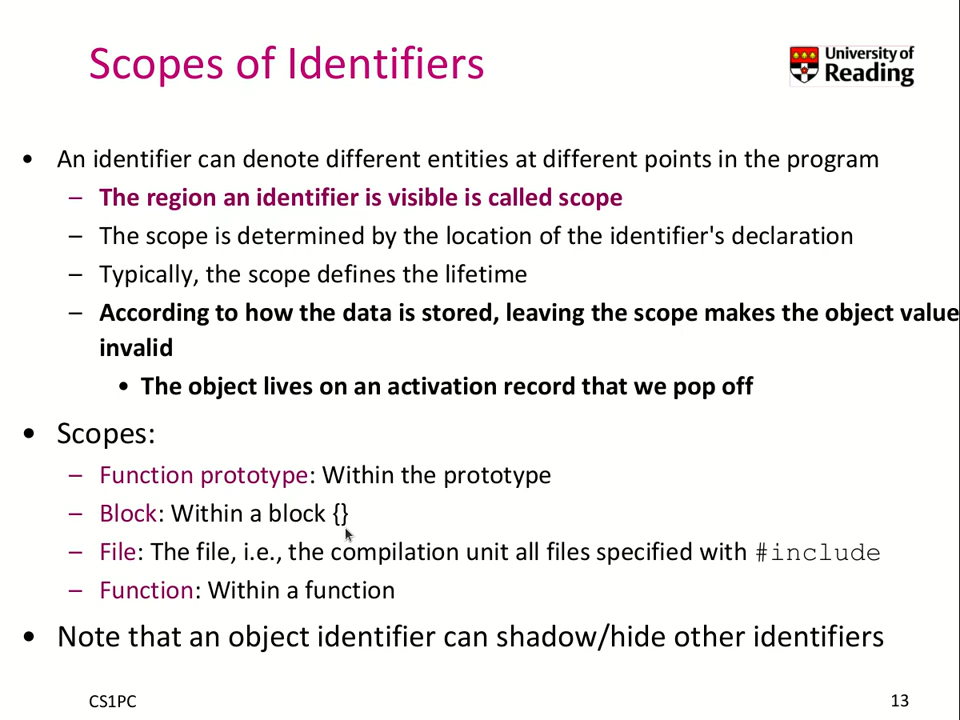 Scopes of Identifiers
University of
Reading
• An identifier can denote different entities at different points in the program
– The region an identifier is visible is called scope
– The scope is determined by the location of the identifier's declaration
– Typically, the scope defines the lifetime
– According to how the data is stored, leaving the scope makes the object value
invalid
• The object lives on an activation record that we pop off
• Scopes:
– Function prototype: Within the prototype
– Block: Within a block {}
– File: The file, i.e., the compilation unit all files specified with #include
– Function: Within a function
• Note that an object identifier can shadow/hide other identifiers
CS1PC
13